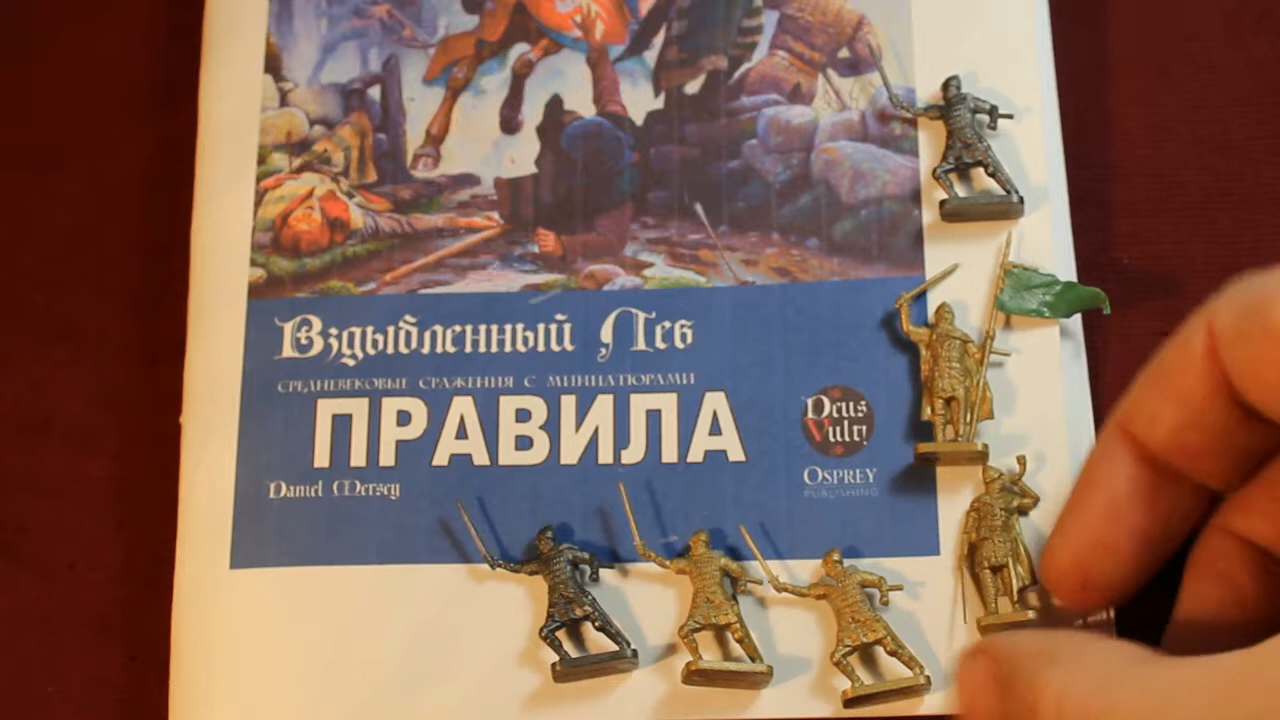 Вздыбленный Лев
СРЕДНЕВЕКОВЫЕ СРАЖЕНИЯ С МИНИАТЮРАМИ
ПРАВИЛА
Daniel Mersey
Deus
Vult!
OSPREY
PUBLISHING